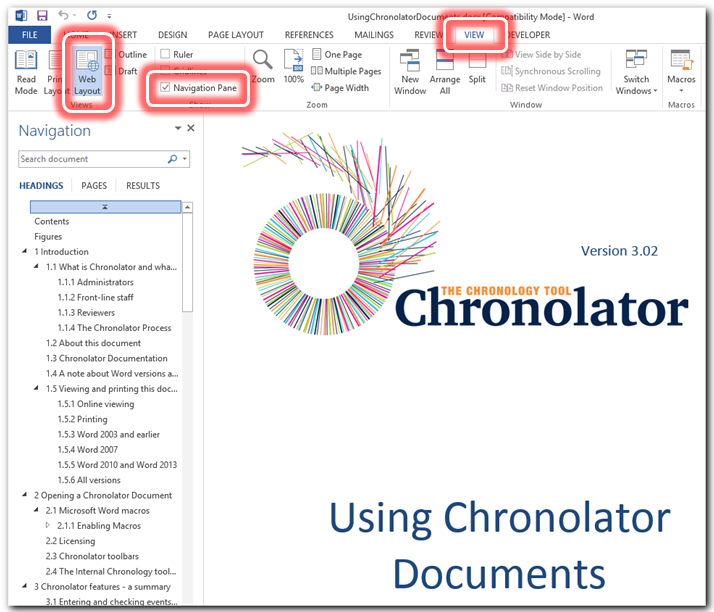 UsingChronolatorDocuments.docx [Compatibility Mode] - Word
FILE HOME INSERT DESIGN PAGE LAYOUT REFERENCES MAILINGS REVIEW VIEW DEVELOPER
Read Mode
Print Layout
Web Layout
Outline
Draft
Views
Ruler
Gridlines
Navigation Pane
Show
Zoom
100%
One Page
Multiple Pages
Page Width
Zoom
New Window
Arrange All
Split
View Side by Side
Synchronous Scrolling
Reset Window Position
Window
Switch Windows
Macros
Macros
Navigation
Search document
HEADINGS PAGES RESULTS
Contents
Figures
1 Introduction
1.1 What is Chronolator and wha...
1.1.1 Administrators
1.1.2 Front-line staff
1.1.3 Reviewers
1.1.4 The Chronolator Process
1.2 About this document
1.3 Chronolator Documentation
1.4 A note about Word versions a...
1.5 Viewing and printing this doc...
1.5.1 Online viewing
1.5.2 Printing
1.5.3 Word 2003 and earlier
1.5.4 Word 2007
1.5.5 Word 2010 and Word 2013
1.5.6 All versions
2 Opening a Chronolator Document
2.1 Microsoft Word macros
2.1.1 Enabling Macros
2.2 Licensing
2.3 Chronolator toolbars
2.4 The Internal Chronology tool...
3 Chronolator features - a summary
3.1 Entering and checking events...
Version 3.02
THE CHRONOLOGY TOOL
Chronolator
Using Chronolator
Documents